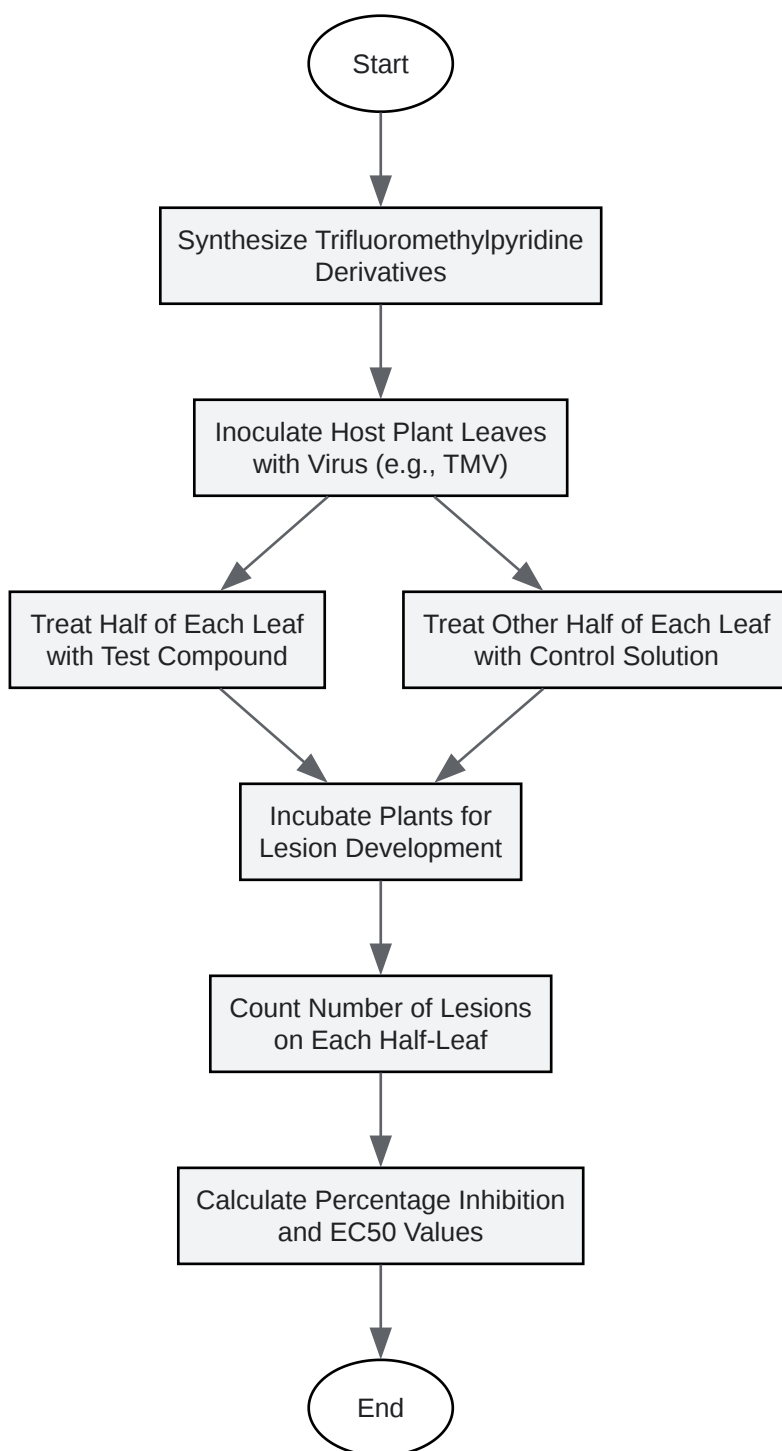 Start
Synthesize Trifluoromethylpyridine
Derivatives
Inoculate Host Plant Leaves
with Virus (e.g., TMV)
Treat Half of Each Leaf
with Test Compound
Treat Other Half of Each Leaf
with Control Solution
Incubate Plants for
Lesion Development
Count Number of Lesions
on Each Half-Leaf
Calculate Percentage Inhibition
and EC50 Values
End